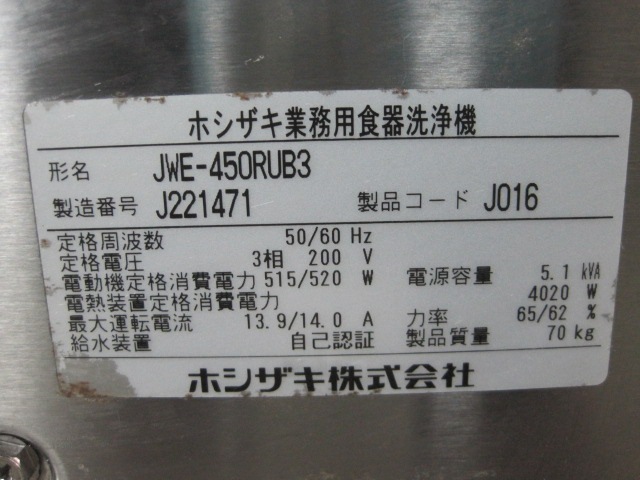 ホシザキ業務用食器洗浄機
形名 JWE-450RUB3
製造番号 J221471 製品コード J016
定格周波数 50/60 Hz
定格電圧 3相 200 V
電動機定格消費電力 515/520 W 電源容量 5.1 kVA
電熱装置定格消費電力 4020 W
最大運転電流 13.9/14.0 A 力率 65/62 %
給水装置 自己認証 製品質量 70 kg
ホシザキ株式会社